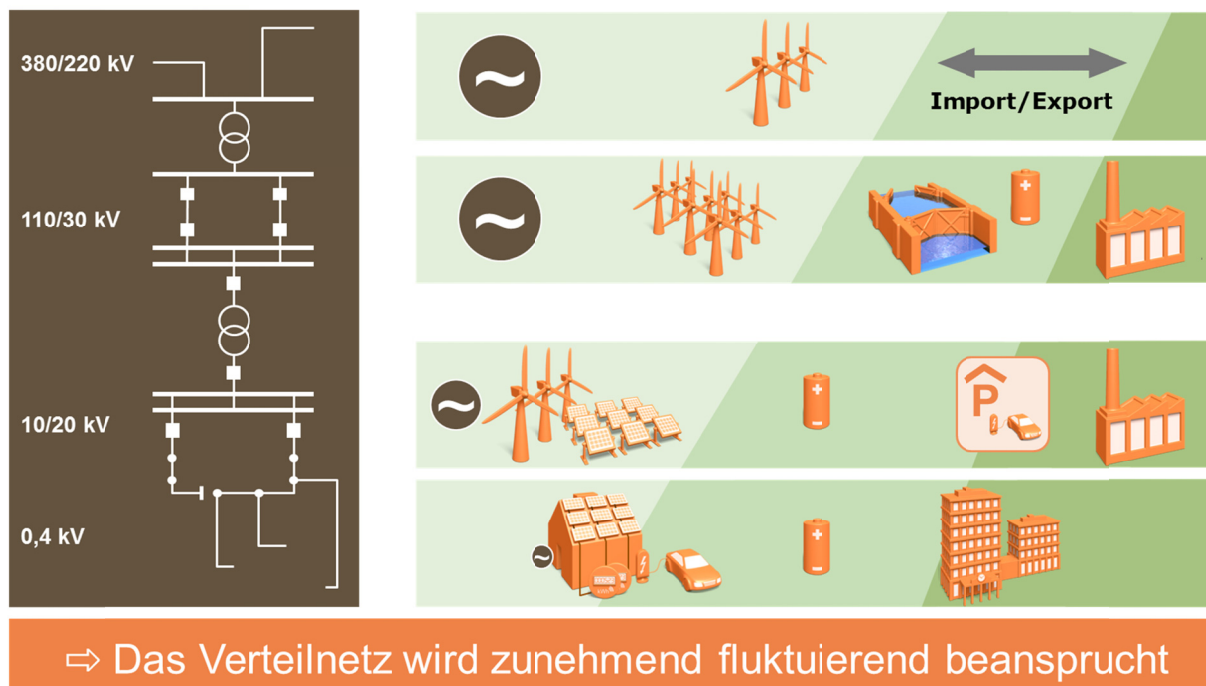 380/220 kV
Import/Export
110/30 kV
10/20 kV
P
0,4 kV
⇨ Das Verteilnetz wird zunehmend fluktuierend beansprucht